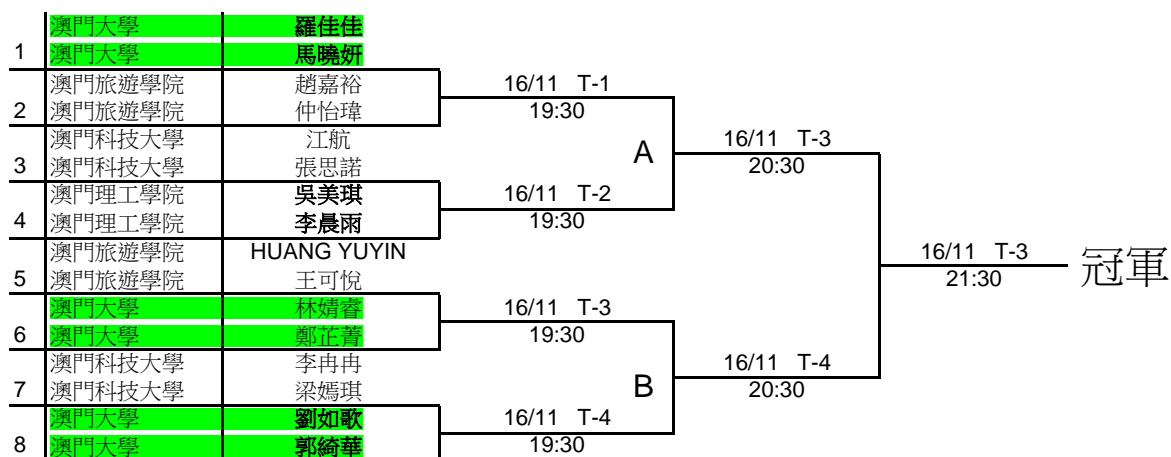 澳門大學 羅佳佳
1 澳門大學 馬曉妍
澳門旅遊學院 趙嘉裕 16/11 T-1
2 澳門旅遊學院 仲怡瑋 19:30
澳門科技大學 江航 A 16/11 T-3
3 澳門科技大學 張思諾 20:30
澳門理工學院 吳美琪 16/11 T-2
4 澳門理工學院 李晨雨 19:30
澳門旅遊學院 HUANG YUYIN 16/11 T-3 冠軍
5 澳門旅遊學院 王可悅 21:30
澳門大學 林婧睿 16/11 T-3
6 澳門大學 鄭芷菁 19:30
澳門科技大學 李冉冉 16/11 T-4
7 澳門科技大學 梁嫣琪 B 20:30
澳門大學 劉如歌 16/11 T-4
8 澳門大學 郭綺華 19:30